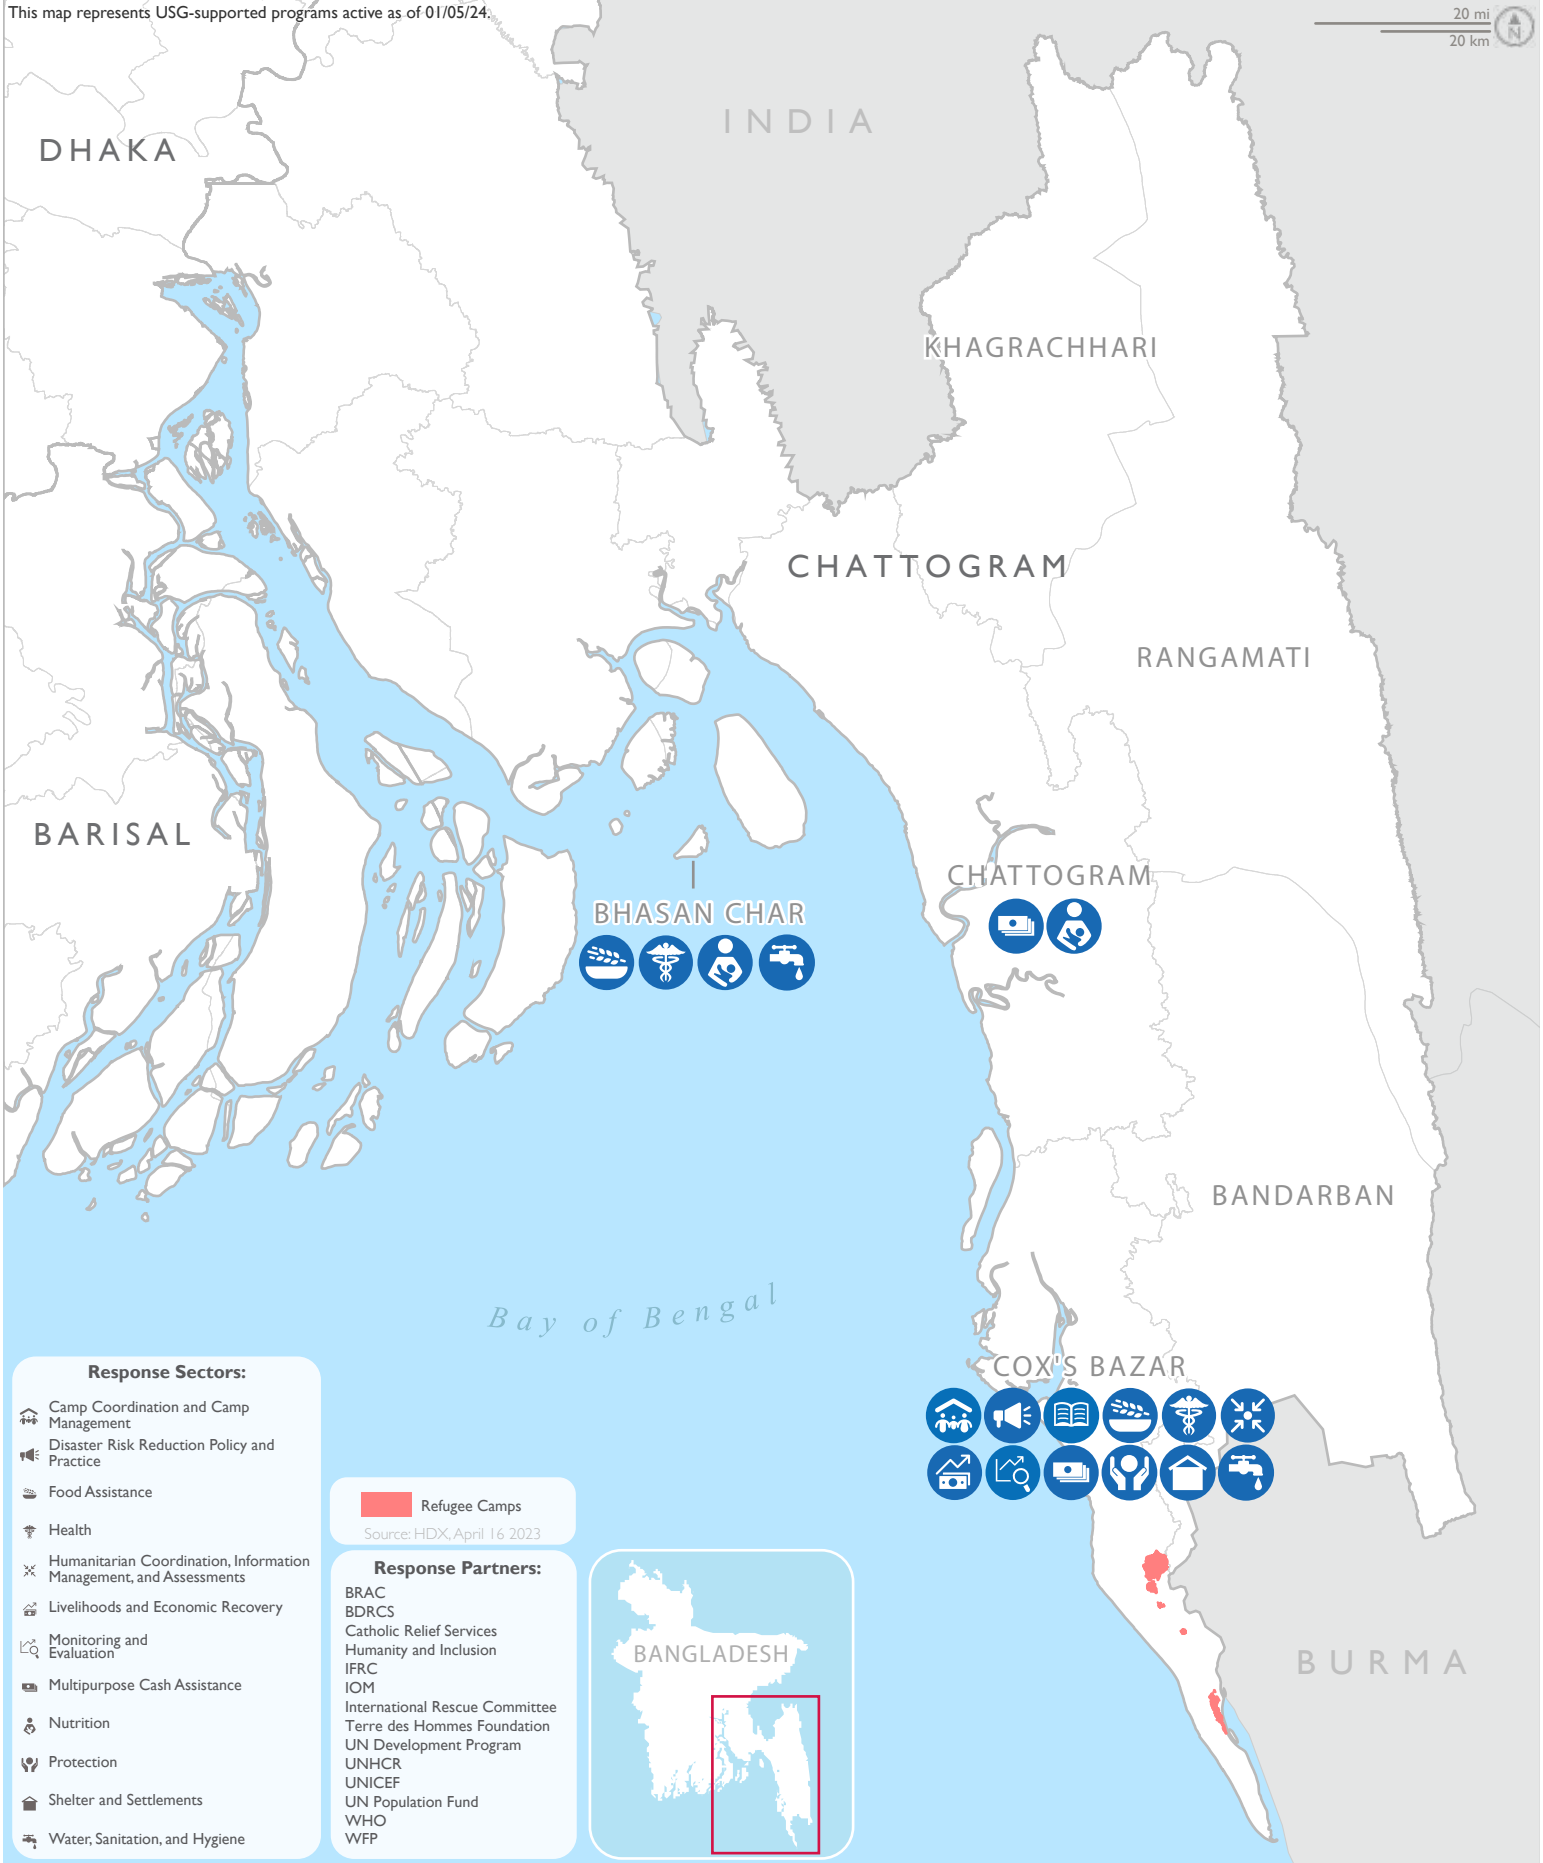 This map represents USG-supported programs active as of 01/05/24.
20 mi
20 km
N
INDIA
DHAKA
KHAGRACHHARI
CHATTOGRAM
RANGAMATI
BARISAL
CHATTOGRAM
BHASAN CHAR
BANDARBAN
Bay of Bengal
COX'S BAZAR
BURMA
Response Sectors:
Camp Coordination and Camp
Management
Disaster Risk Reduction Policy and
Practice
Food Assistance
Health
Humanitarian Coordination, Information
Management, and Assessments
Livelihoods and Economic Recovery
Monitoring and
Evaluation
Multipurpose Cash Assistance
Nutrition
Protection
Shelter and Settlements
Water, Sanitation, and Hygiene
Refugee Camps
Source: HDX, April 16 2023
Response Partners:
BRAC
BDRCS
Catholic Relief Services
Humanity and Inclusion
IFRC
IOM
International Rescue Committee
Terre des Hommes Foundation
UN Development Program
UNHCR
UNICEF
UN Population Fund
WHO
WFP
BANGLADESH